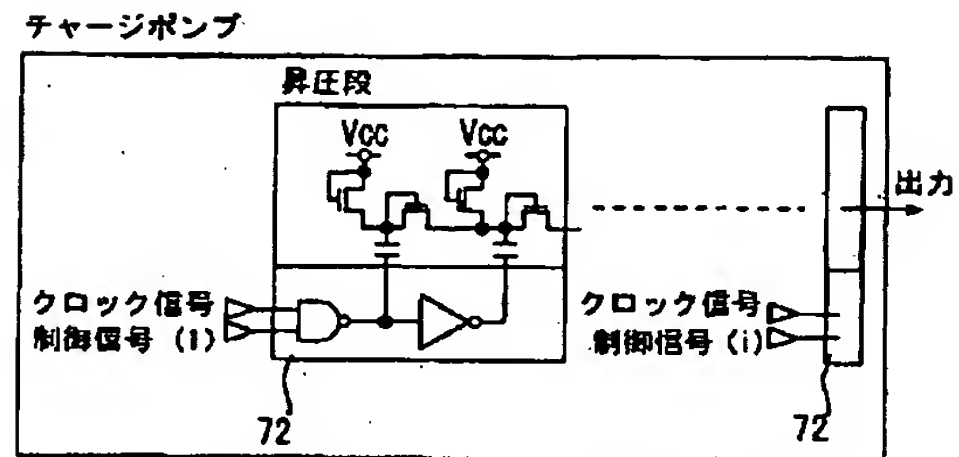 チャージポンプ
昇圧段
Vcc Vcc
出力
クロック信号
制御信号 (1)
クロック信号
制御信号 (i)
72
72